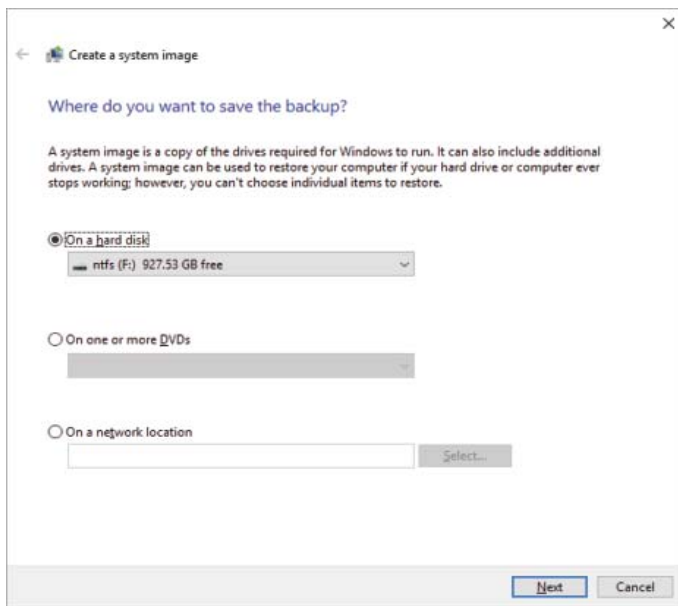 Create a system image
Where do you want to save the backup?
A system image is a copy of the drives required for Windows to run. It can also include additional
drives. A system image can be used to restore your computer if your hard drive or computer ever
stops working; however, you can't choose individual items to restore.
On a hard disk
ntfs (F:) 927.53 GB free
On one or more DVDs
On a network location
Select...
Next
Cancel